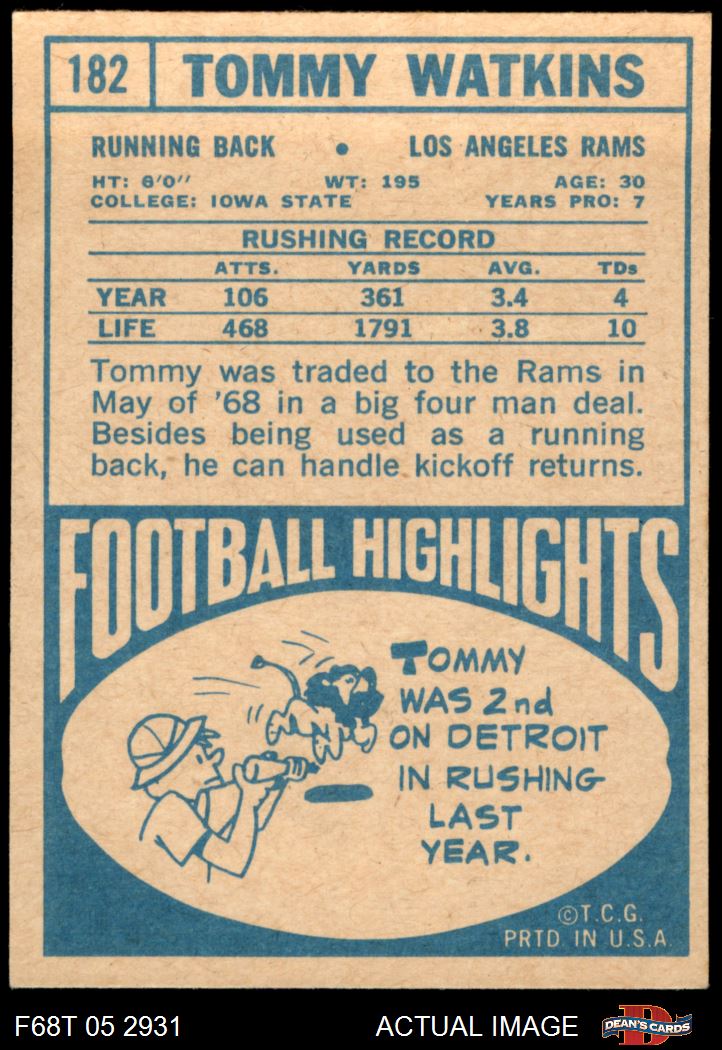 182 TOMMY WATKINS
RUNNING BACK • LOS ANGELES RAMS
HT: 6'0" WT: 195 AGE: 30
COLLEGE: IOWA STATE YEARS PRO: 7
RUSHING RECORD
ATTS. YARDS AVG. TDs
YEAR 106 361 3.4 4
LIFE 468 1791 3.8 10
Tommy was traded to the Rams in
May of '68 in a big four man deal.
Besides being used as a running
back, he can handle kickoff returns.
FOOTBALL HIGHLIGHTS
TOMMY
WAS 2nd
ON DETROIT
IN RUSHING
LAST
YEAR.
©T.C.G.
PRTD. IN U.S.A.
F68T 05 2931 ACTUAL IMAGE D DEAN'S CARDS